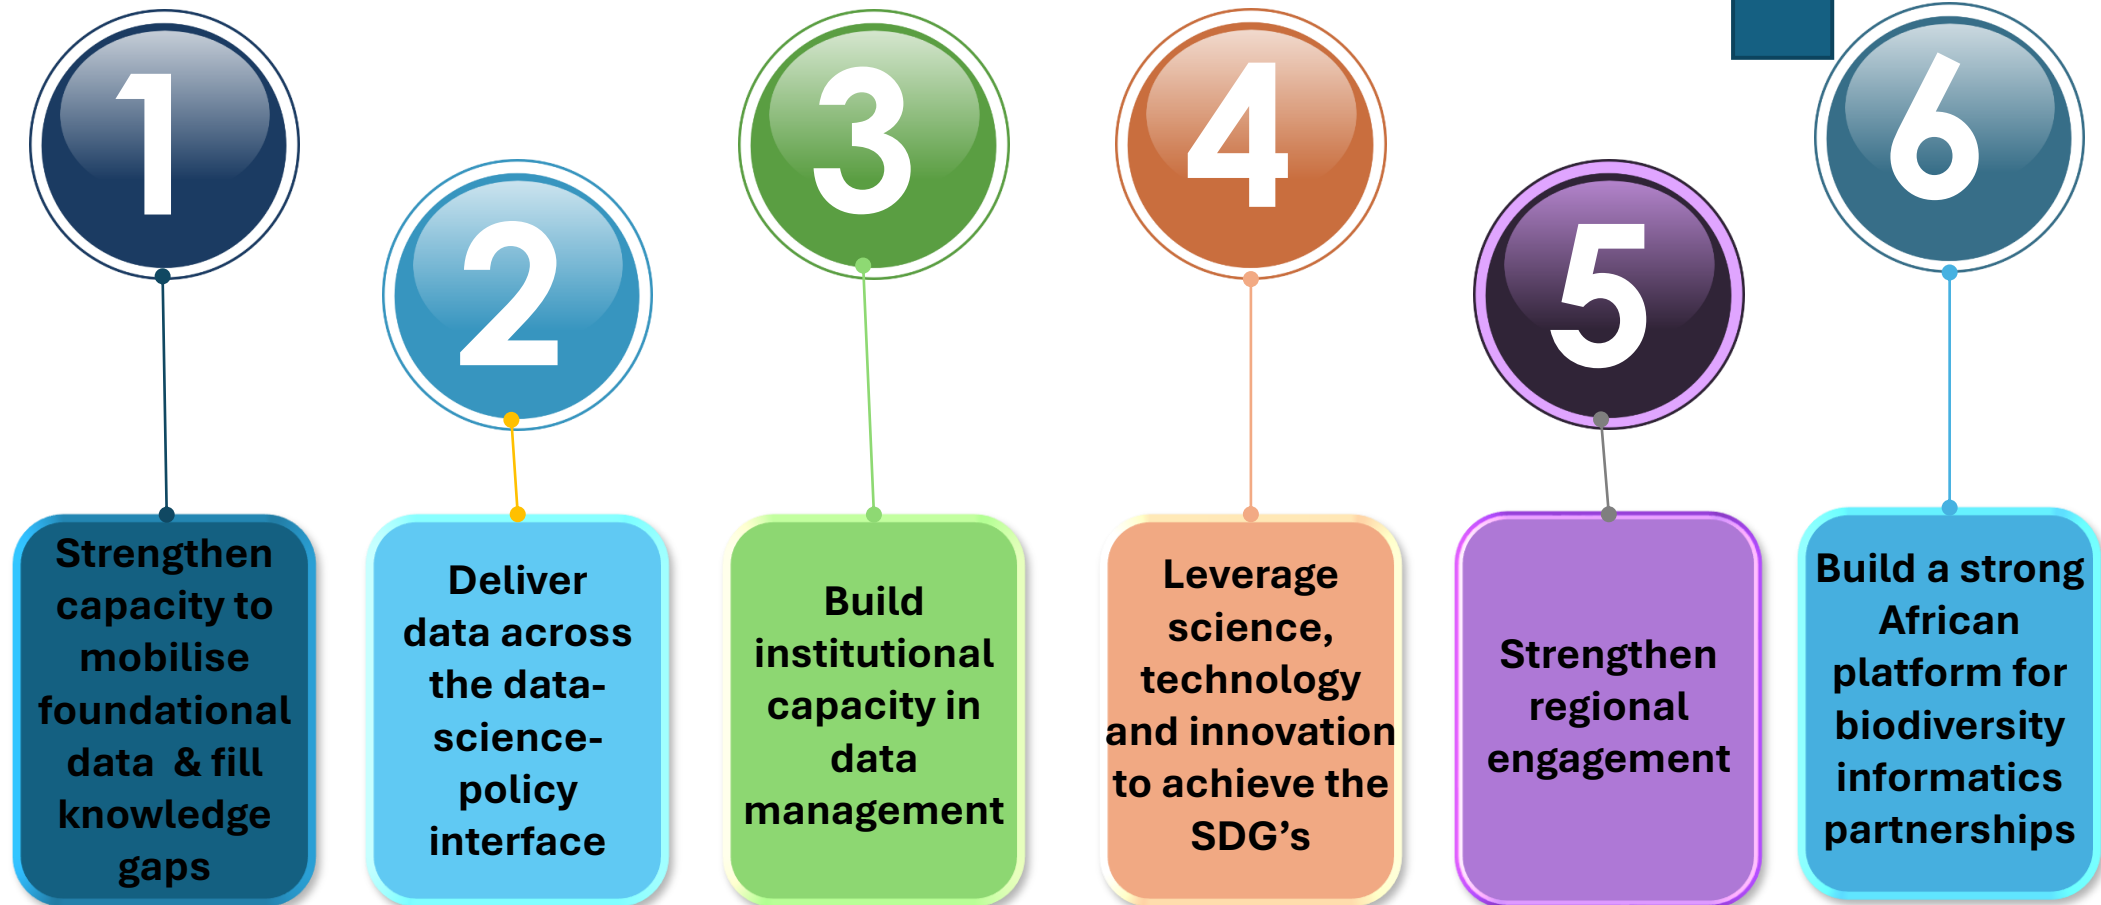 1
Strengthen
capacity to
mobilise
foundational
data & fill
knowledge
gaps
2
Deliver
data across
the data-
science-
policy
interface
3
Build
institutional
capacity in
data
management
4
Leverage
science,
technology
and innovation
to achieve the
SDG’s
5
Strengthen
regional
engagement
6
Build a strong
African
platform for
biodiversity
informatics
partnerships